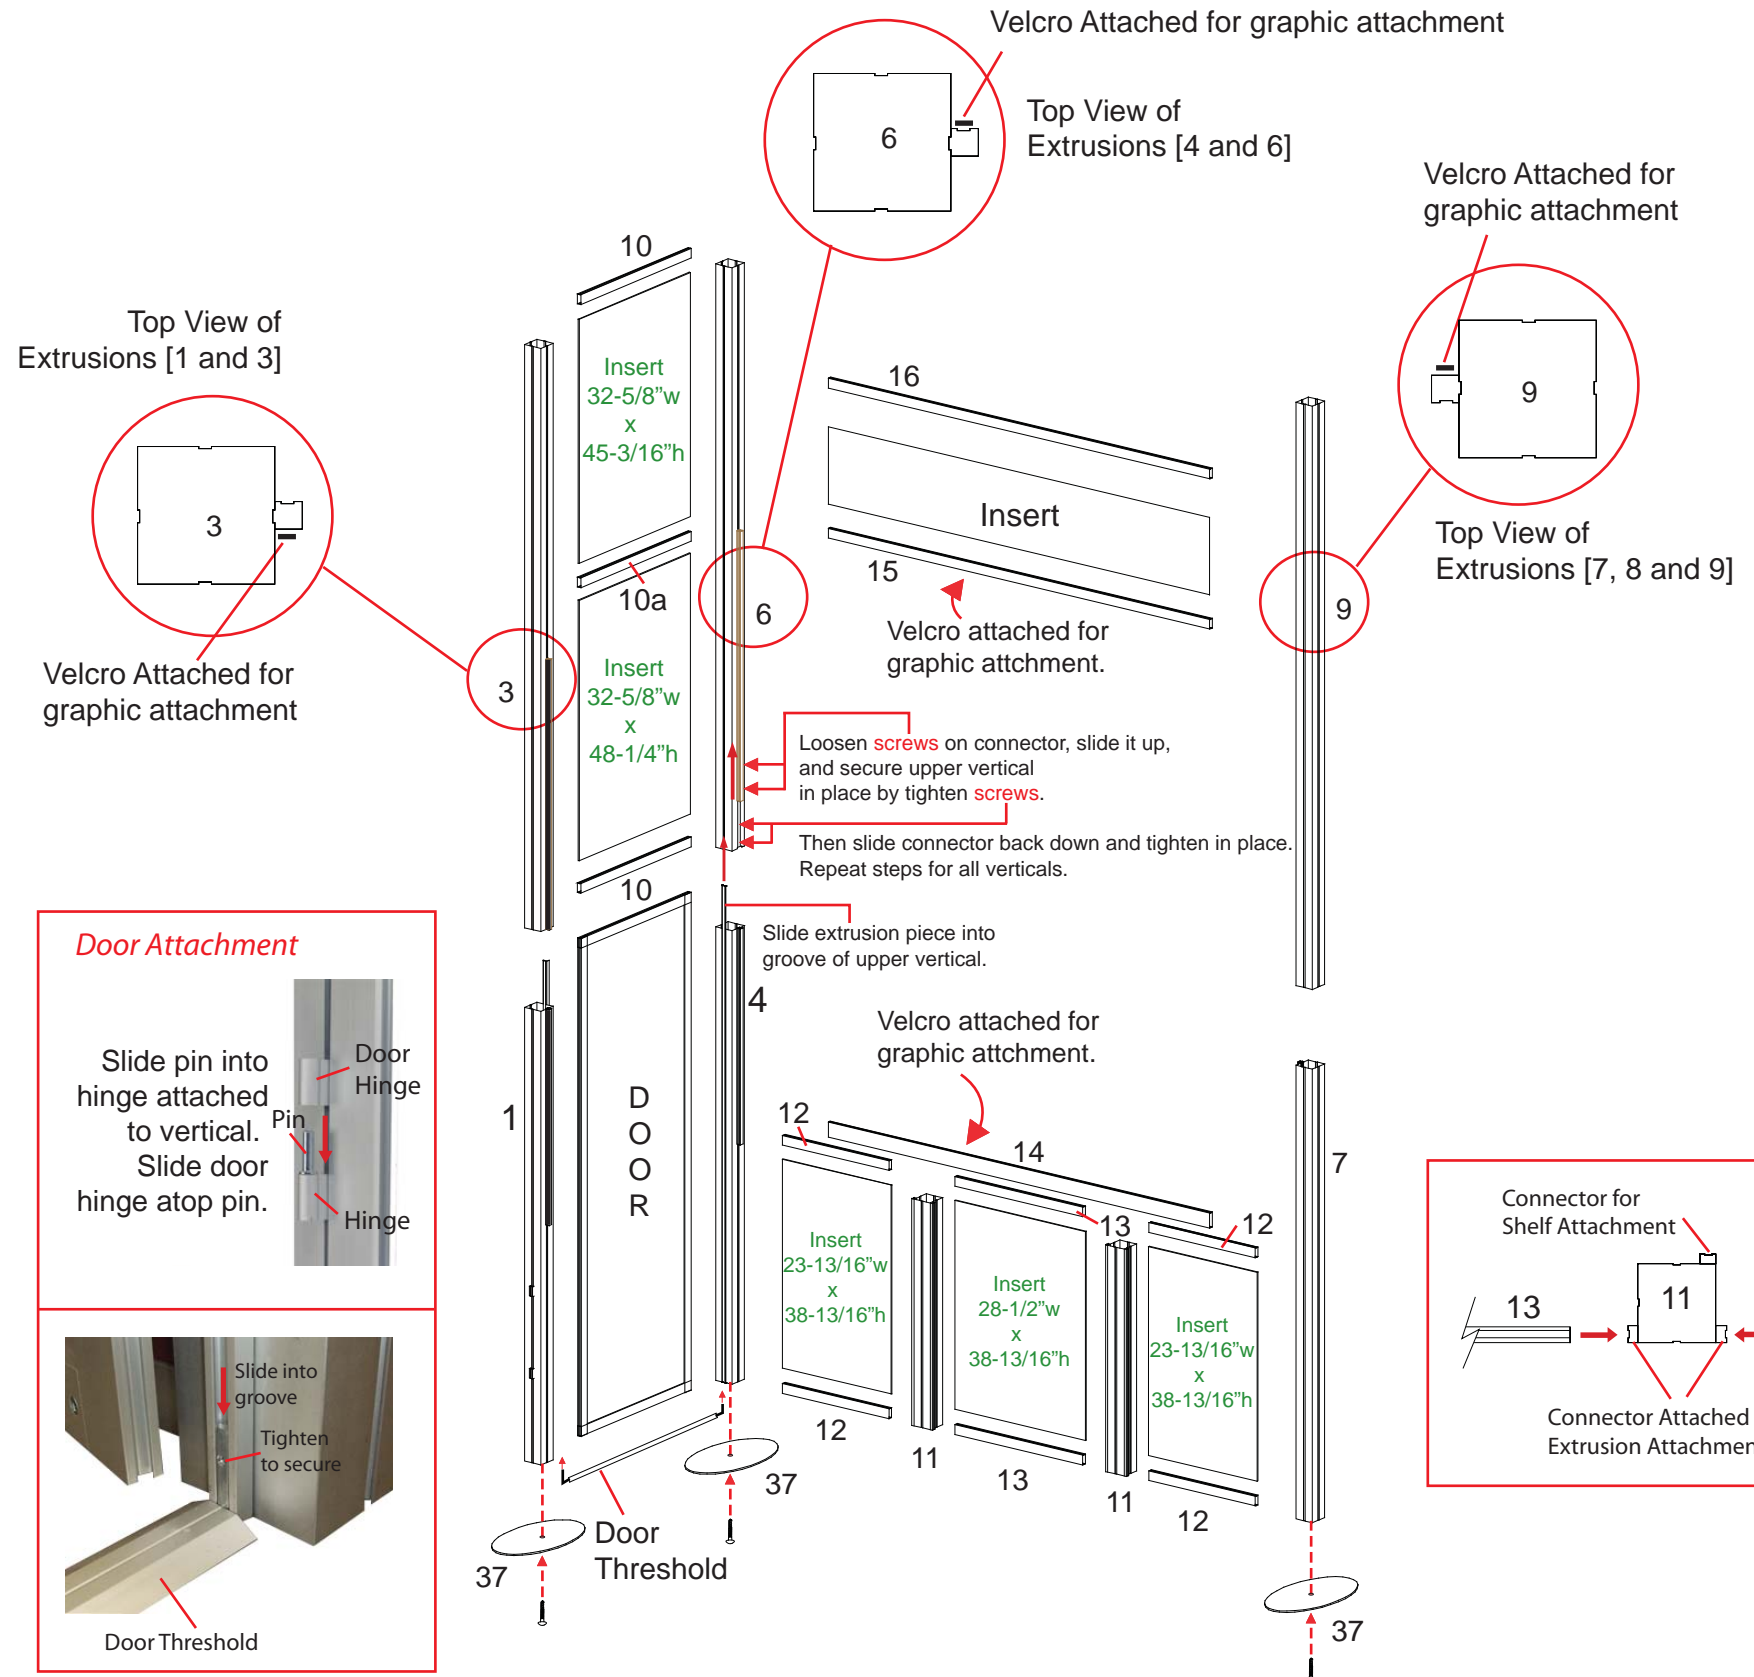 Velcro Attached for graphic attachment
6
Top View of
Extrusions [4 and 6]
Velcro Attached for
graphic attachment
9
Top View of
Extrusions [7, 8 and 9]
Top View of
Extrusions [1 and 3]
3
Velcro Attached for
graphic attachment
10
Insert
32-5/8”w
x
45-3/16”h
10a
Insert
32-5/8”w
x
48-1/4”h
10
3
6
16
Insert
15
Velcro attached for
graphic attchment.
9
Loosen screws on connector, slide it up,
and secure upper vertical
in place by tighten screws.
Then slide connector back down and tighten in place.
Repeat steps for all verticals.
Slide extrusion piece into
groove of upper vertical.
4
1
D
O
O
R
Velcro attached for
graphic attchment.
12
14
13
12
7
Insert
23-13/16”w
x
38-13/16”h
Insert
28-1/2”w
x
38-13/16”h
Insert
23-13/16”w
x
38-13/16”h
12
11
13
11
12
37
37
37
Door
Threshold
Door Attachment
Slide pin into
hinge attached
to vertical.
Slide door
hinge atop pin.
Door
Hinge
Pin
Hinge
Slide into
groove
Tighten
to secure
Door Threshold
Connector for
Shelf Attachment
13
11
Connector Attached
Extrusion Attachmen